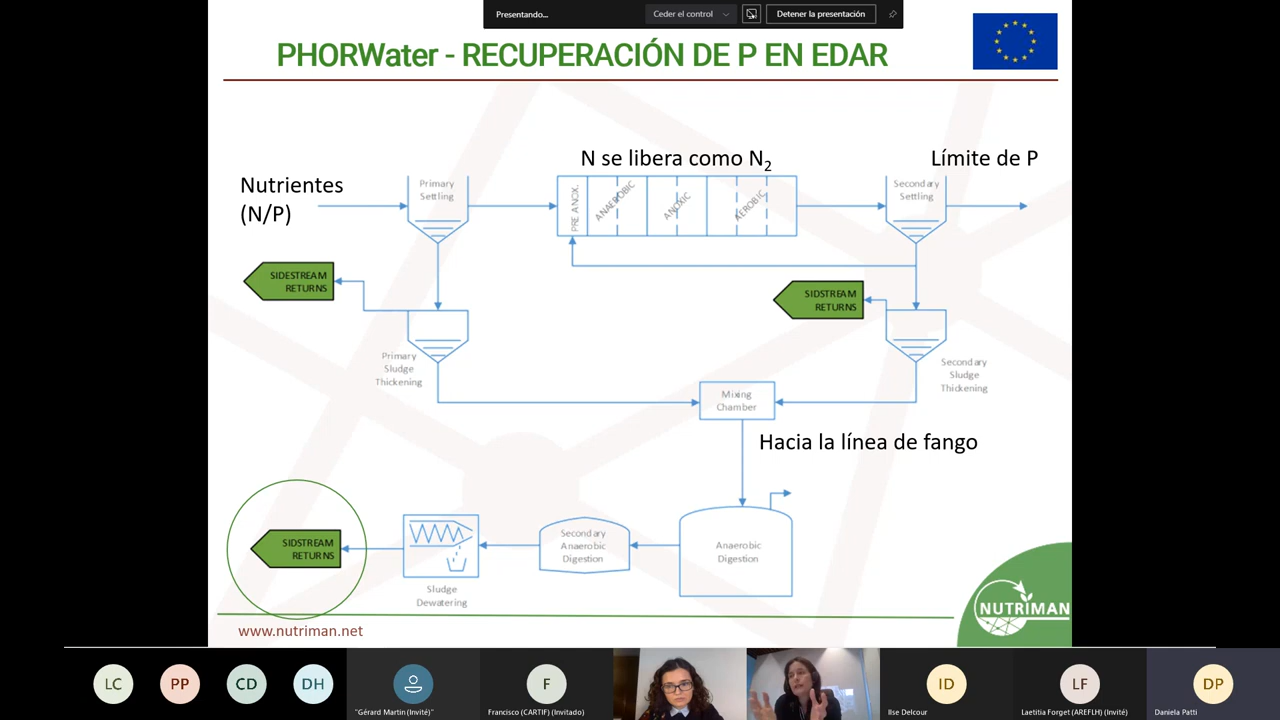 Presentando...
Ceder el control
Detener la presentación
PHORWater - RECUPERACIÓN DE P EN EDAR
N se libera como N₂
Límite de P
Nutrientes
(N/P)
Primary
Settling
PRE ANOX.
ANAEROBIC
ANOXIC
AEROBIC
Secondary
Settling
SIDESTREAM
RETURNS
SIDSTREAM
RETURNS
Primary
Sludge
Thickening
Secondary
Sludge
Thickening
Mixing
Chamber
Hacia la línea de fango
SIDSTREAM
RETURNS
Sludge
Dewatering
Secondary
Anaerobic
Digestion
Anaerobic
Digestion
NUTRIMAN
www.nutriman.net
LC
PP
CD
DH
"Gérard Martin (Invité)"
F
Francisco (CARTIF) (Invitado)
ID
Ilse Delcour
LF
Laetitia Forget (AREFLH) (Invité)
DP
Daniela Patti